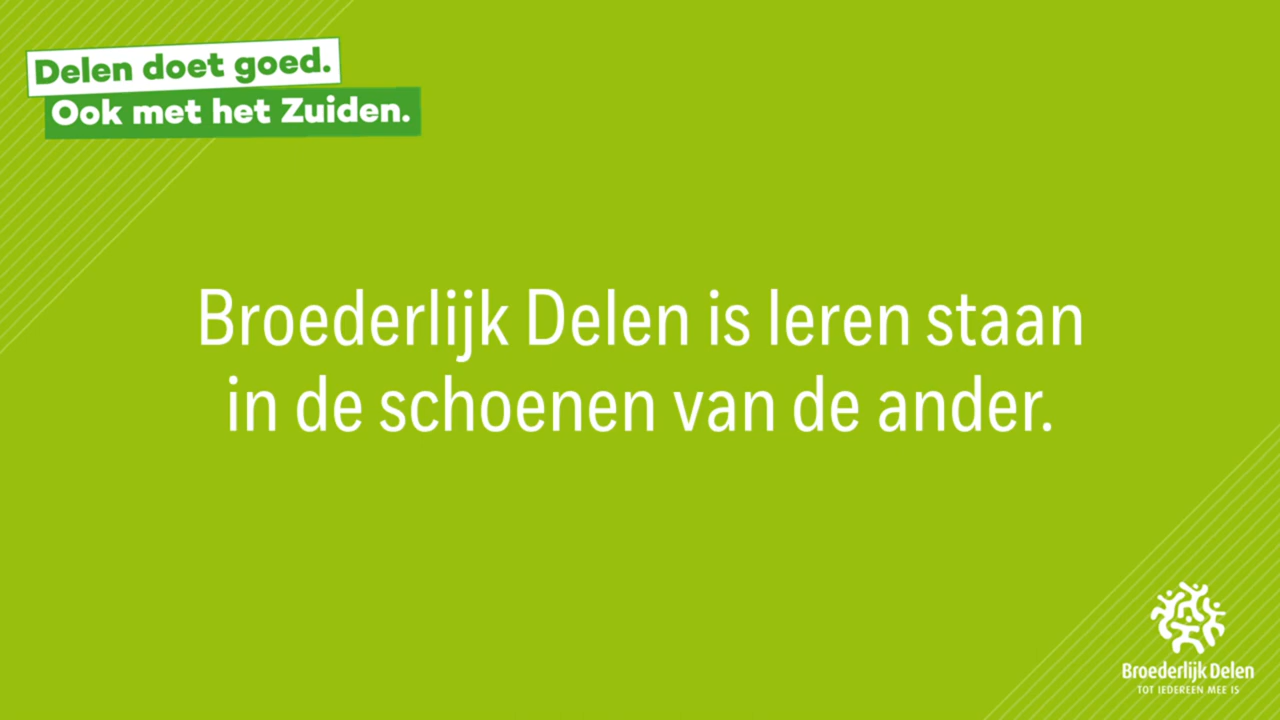 Delen doet goed.
Ook met het Zuiden.
Broederlijk Delen is leren staan
in de schoenen van de ander.
Broederlijk Delen
TOT IEDEREEN MEE IS